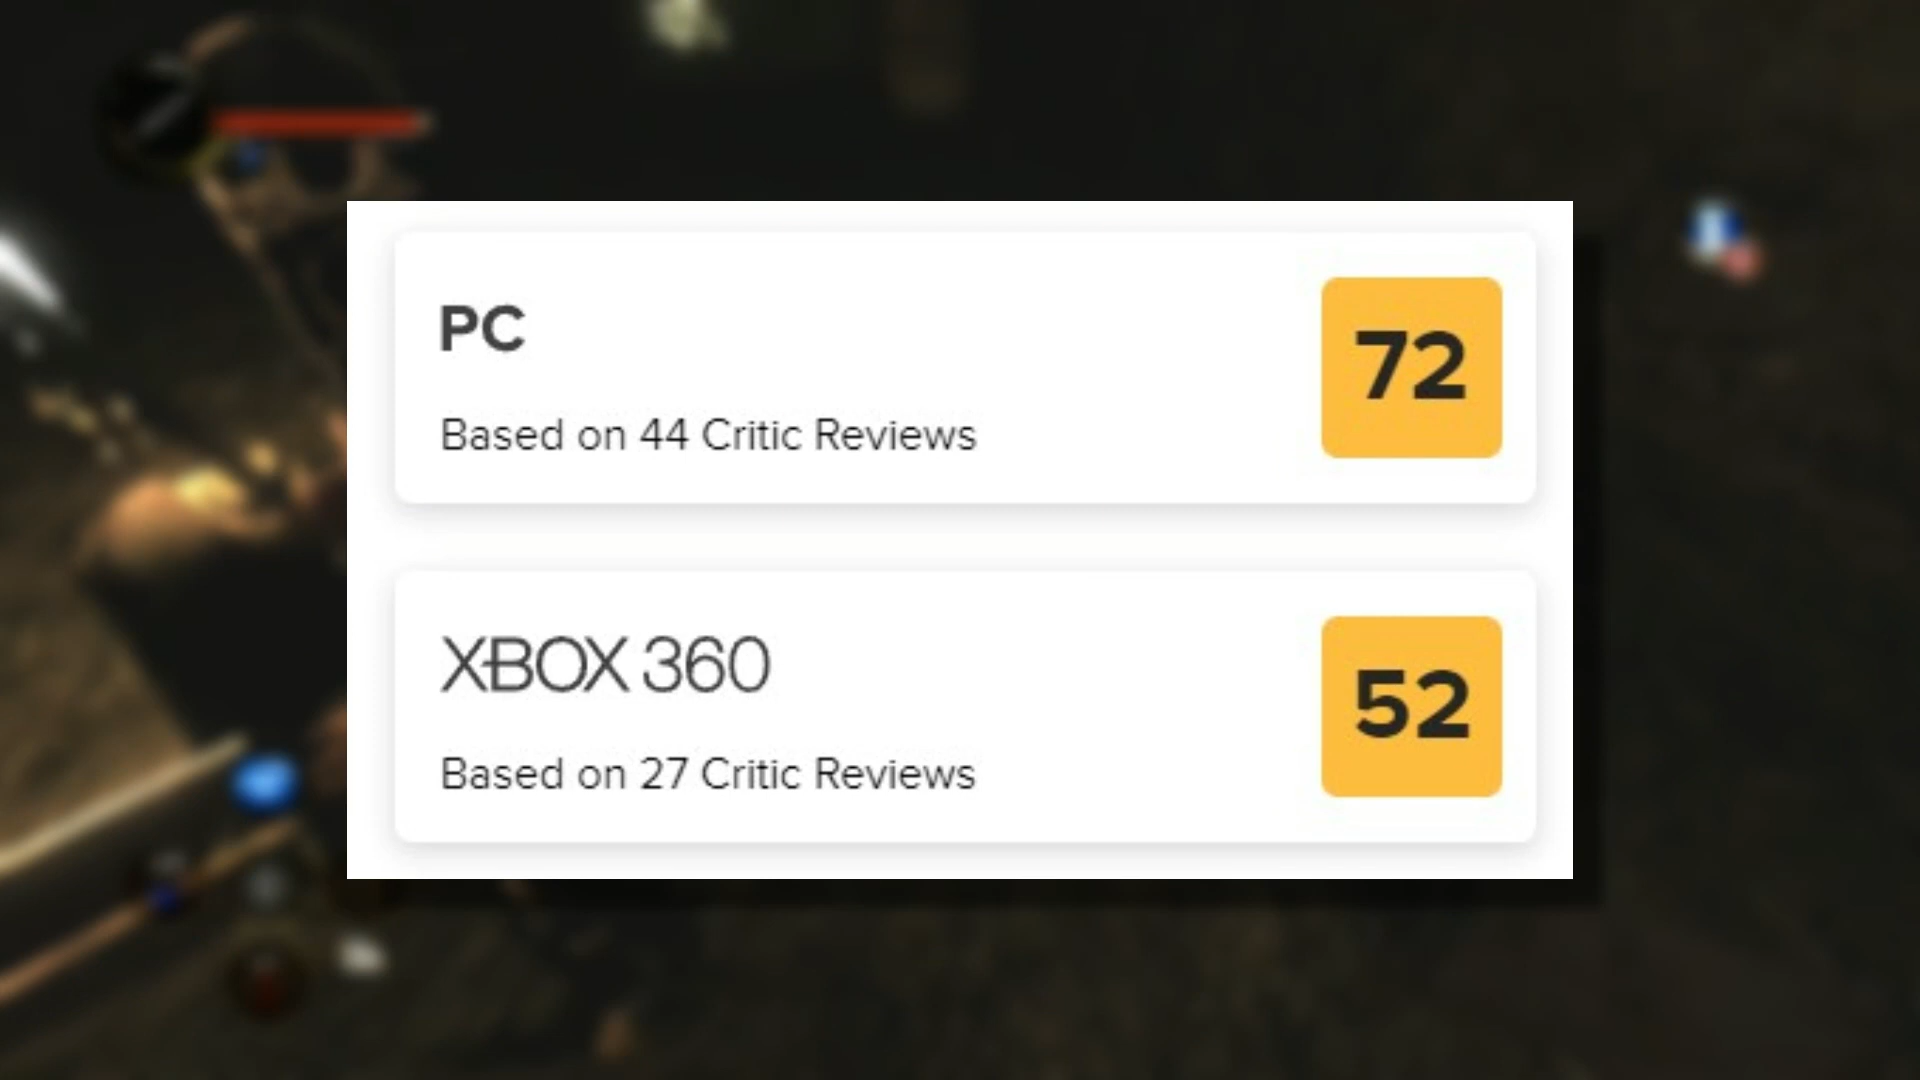 PC
72
Based on 44 Critic Reviews
XBOX 360
52
Based on 27 Critic Reviews